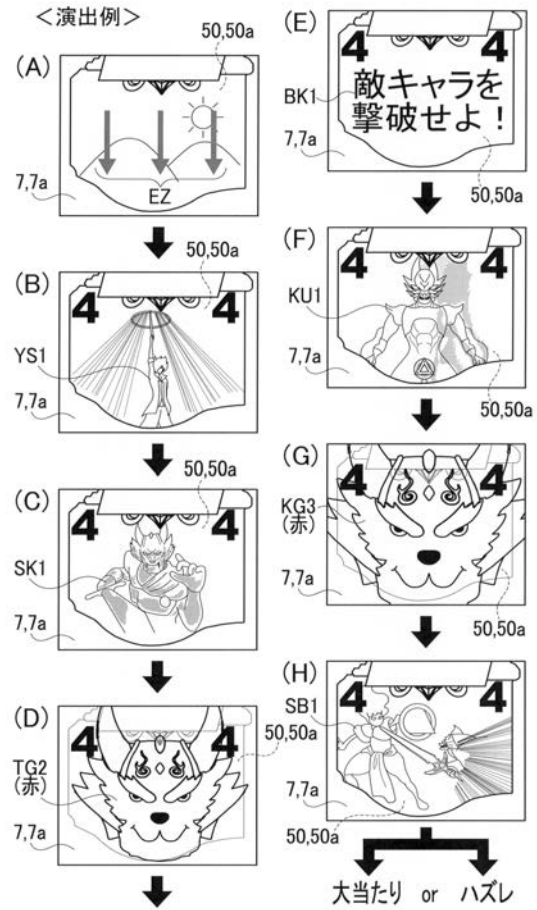 <演出例>
(A)
50,50a
7,7a
EZ
(B)
50,50a
4 4
YS1
7,7a
(C)
50,50a
4 4
SK1
7,7a
(D)
4 4
50,50a
TG2
(赤)
7,7a
(E)
4 4
BK1
敵キャラを
撃破せよ!
7,7a
50,50a
(F)
4 4
KU1
7,7a
50,50a
(G)
4 4
KG3
(赤)
7,7a
50,50a
(H)
4 4
SB1
7,7a
50,50a
大当たり or ハズレ